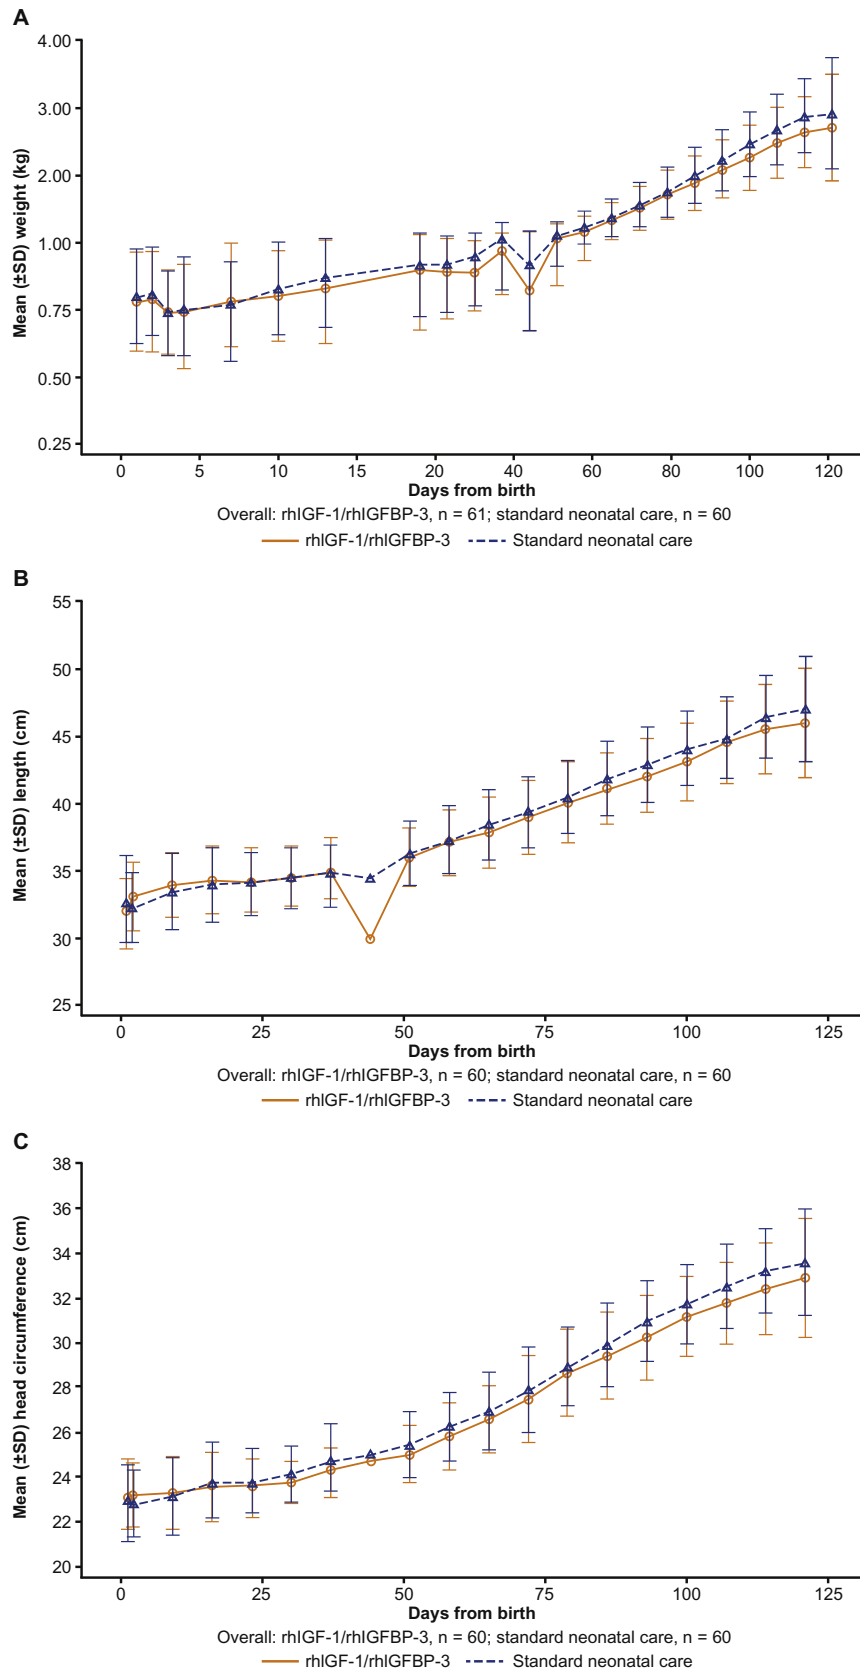 A
4.00
3.00
2.00
1.00
0.75
0.50
0.25
Mean (±SD) weight (kg)
0 5 10 15 20 40 60 80 100 120
Days from birth
Overall: rhIGF-1/rhIGFBP-3, n = 61; standard neonatal care, n = 60
rhIGF-1/rhIGFBP-3 Standard neonatal care
B
55
50
45
40
35
30
25
Mean (±SD) length (cm)
0 25 50 75 100 125
Days from birth
Overall: rhIGF-1/rhIGFBP-3, n = 60; standard neonatal care, n = 60
rhIGF-1/rhIGFBP-3 Standard neonatal care
C
38
36
34
32
30
28
26
24
22
20
Mean (±SD) head circumference (cm)
0 25 50 75 100 125
Days from birth
Overall: rhIGF-1/rhIGFBP-3, n = 60; standard neonatal care, n = 60
rhIGF-1/rhIGFBP-3 Standard neonatal care